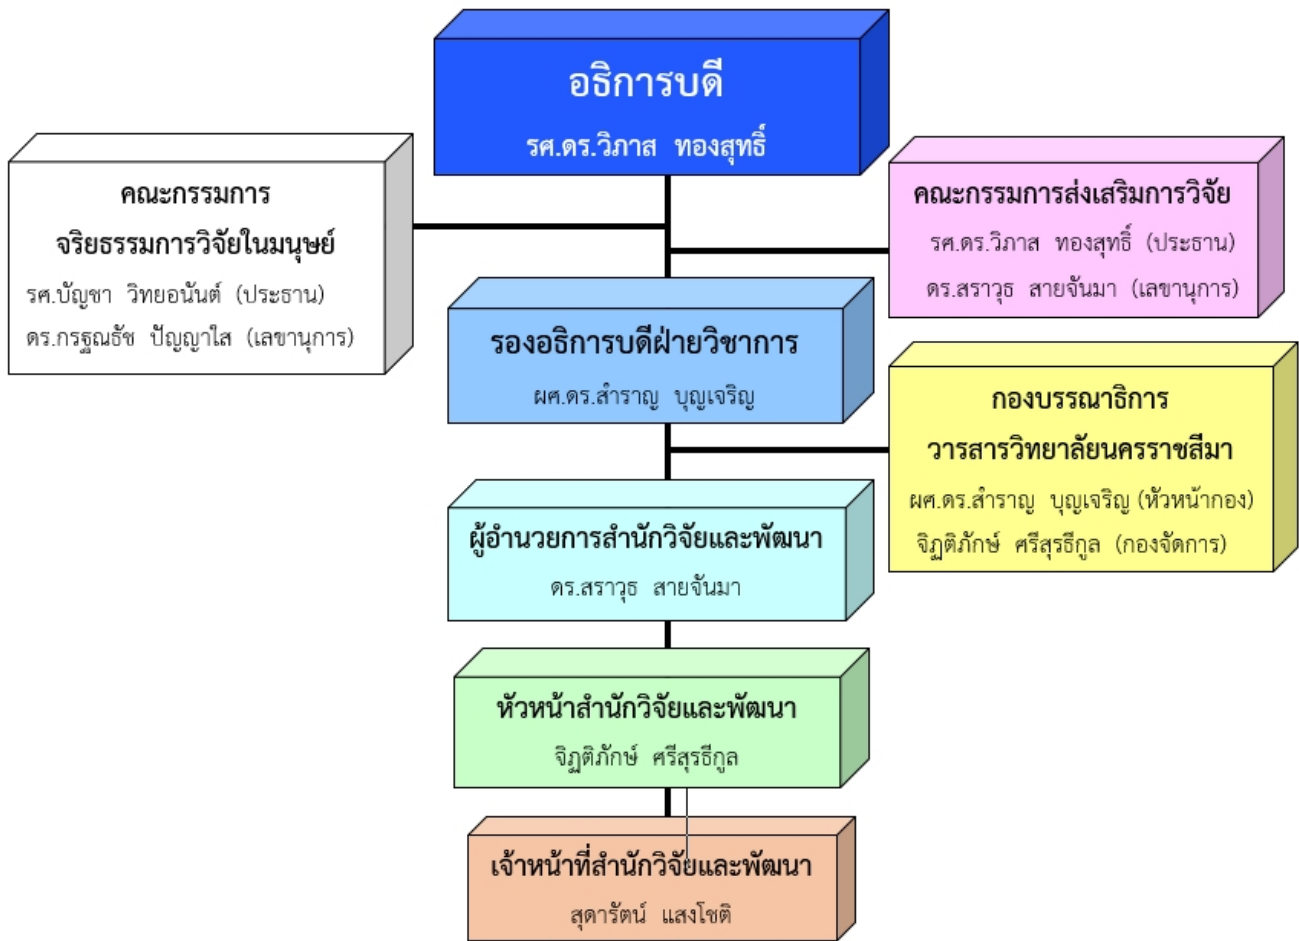 อธิการบดี
รศ.ดร.วิภาส ทองสุทธิ์
คณะกรรมการ
จริยธรรมการวิจัยในมนุษย์
รศ.บัญชา วิทยอนันต์ (ประธาน)
ดร.กรฐณธัช ปัญญาใส (เลขานุการ)
คณะกรรมการส่งเสริมการวิจัย
รศ.ดร.วิภาส ทองสุทธิ์ (ประธาน)
ดร.สราวุธ สายจันมา (เลขานุการ)
รองอธิการบดีฝ่ายวิชาการ
ผศ.ดร.สำราญ บุญเจริญ
กองบรรณาธิการ
วารสารวิทยาลัยนครราชสีมา
ผศ.ดร.สำราญ บุญเจริญ (หัวหน้ากอง)
จิฏติภักษ์ ศรีสุรธีกูล (กองจัดการ)
ผู้อำนวยการสำนักวิจัยและพัฒนา
ดร.สราวุธ สายจันมา
หัวหน้าสำนักวิจัยและพัฒนา
จิฏติภักษ์ ศรีสุรธีกูล
เจ้าหน้าที่สำนักวิจัยและพัฒนา
สุดารัตน์ แสงโชติ